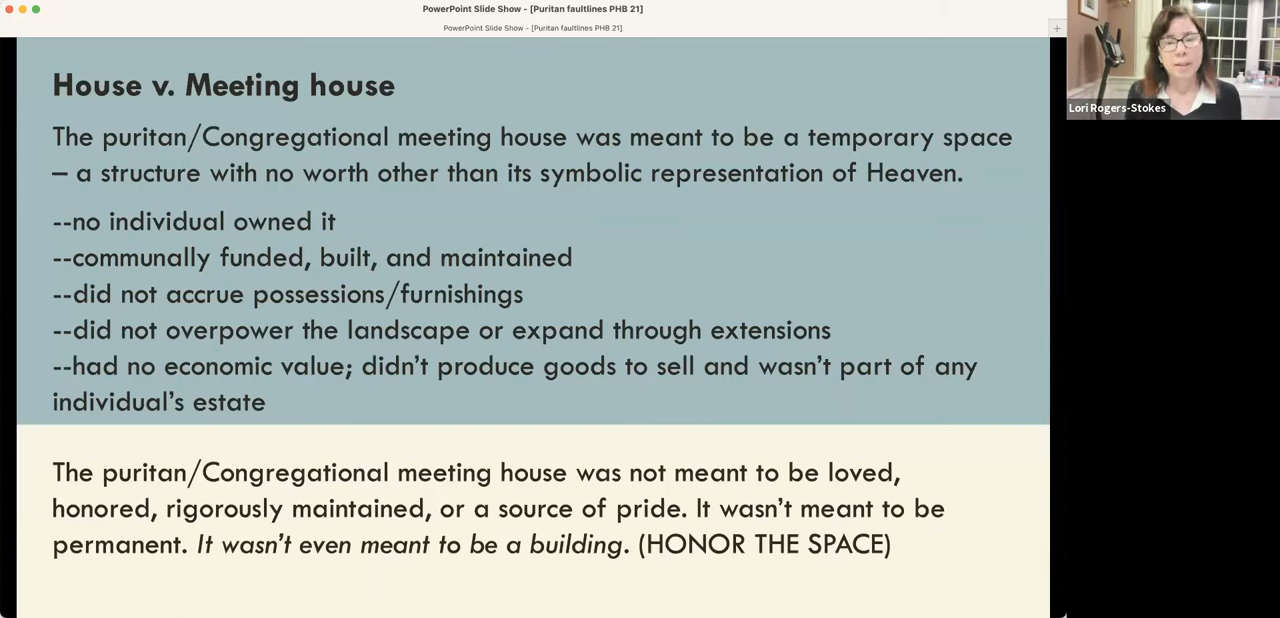 PowerPoint Slide Show - [Puritan faultlines PHB 21]
PowerPoint Slide Show - [Puritan faultlines PHB 21]
Lori Rogers-Stokes
House v. Meeting house
The puritan/Congregational meeting house was meant to be a temporary space
– a structure with no worth other than its symbolic representation of Heaven.
--no individual owned it
--communally funded, built, and maintained
--did not accrue possessions/furnishings
--did not overpower the landscape or expand through extensions
--had no economic value; didn’t produce goods to sell and wasn’t part of any
individual’s estate
The puritan/Congregational meeting house was not meant to be loved,
honored, rigorously maintained, or a source of pride. It wasn’t meant to be
permanent. It wasn’t even meant to be a building. (HONOR THE SPACE)